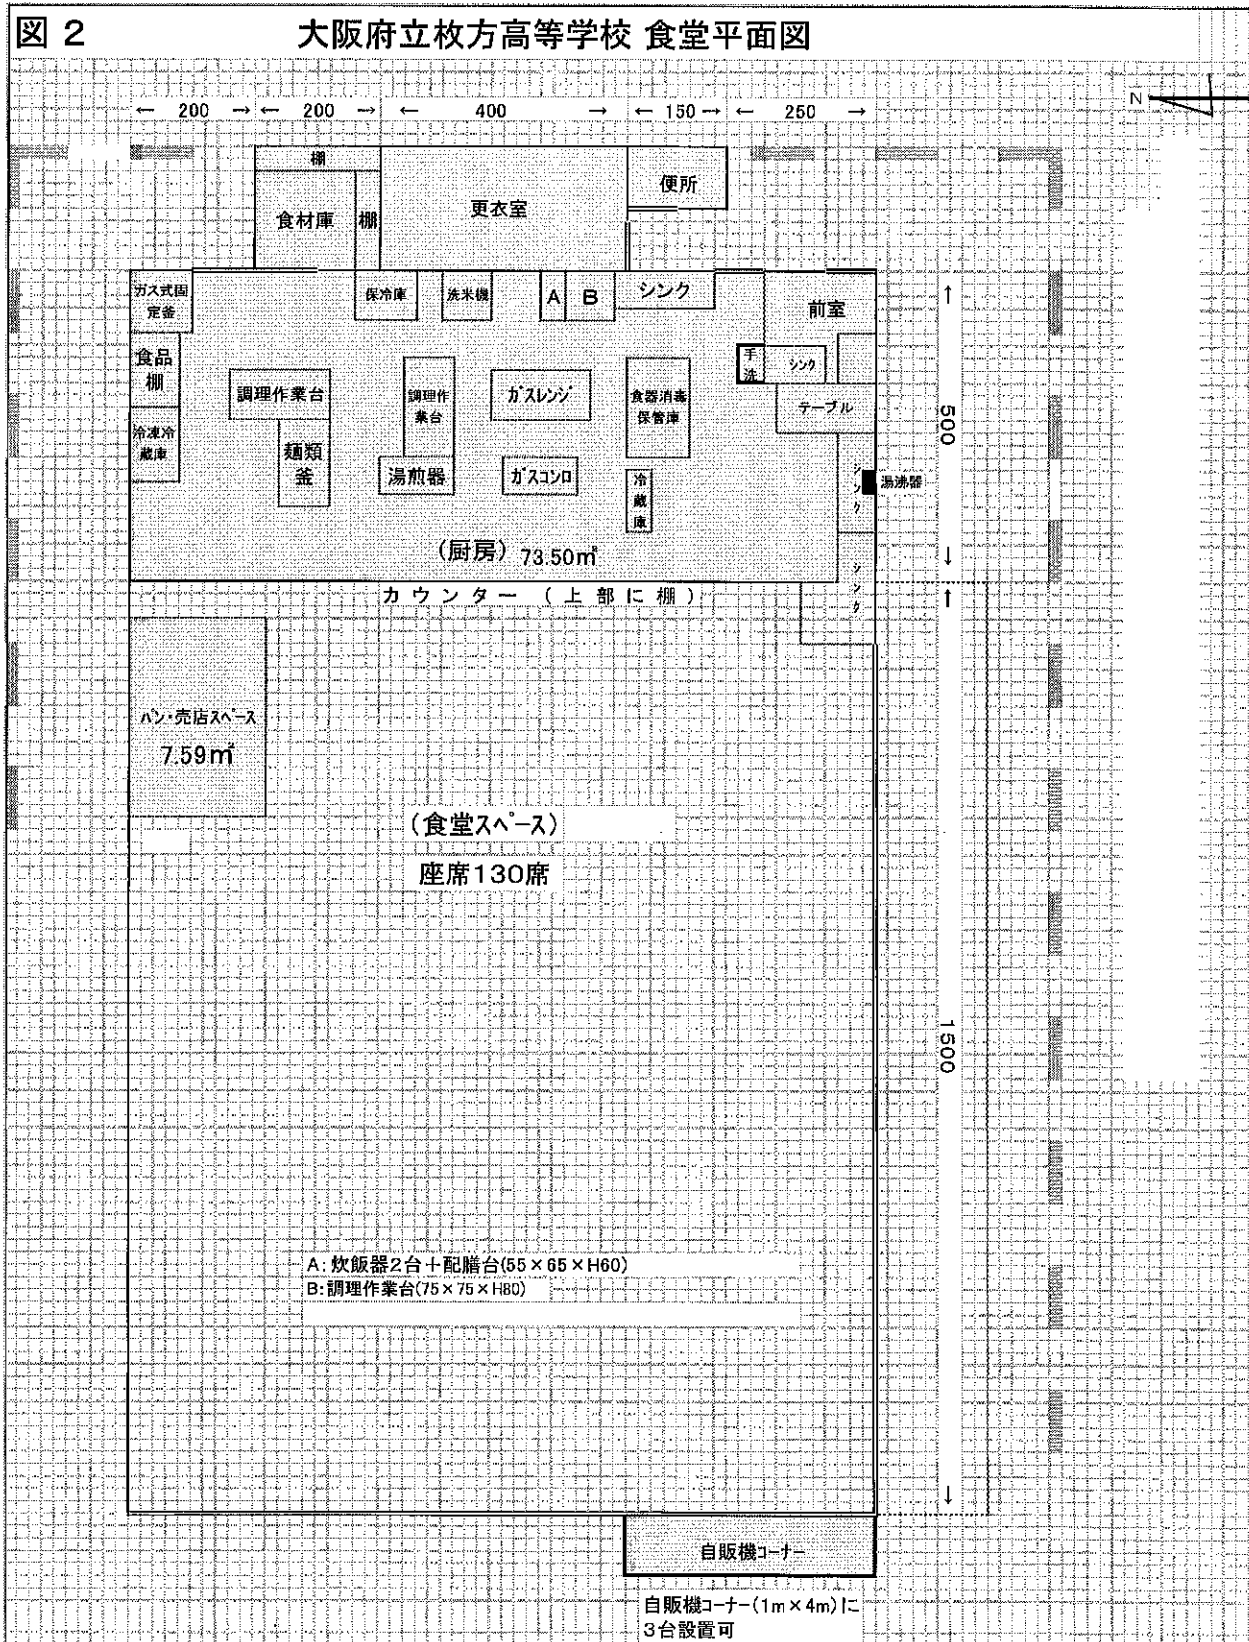 図 2
大阪府立枚方高等学校 食堂平面図
N
← 200 → ← 200 → ← 400 → ← 150 → ← 250 →
棚
食材庫
棚
更衣室
便所
ガス式固
定釜
保冷庫
洗米機
A
B
シンク
前室
食品
棚
調理作業台
調理作
業台
ガスレンジ
食器消毒
保管庫
手
洗
シンク
テーブル
冷凍冷
蔵庫
麺類
釜
湯煎器
ガスコンロ
冷
蔵
庫
シンク
湯沸器
↑
500
↓
(厨房) 73.50㎡
カウンター (上部に棚)
シンク
パン・売店スペース
7.59㎡
(食堂スペース)
座席130席
↑
1500
↓
A:炊飯器2台+配膳台(55×65×H60)
B:調理作業台(75×75×H80)
自販機コーナー
自販機コーナー(1m×4m)に
3台設置可